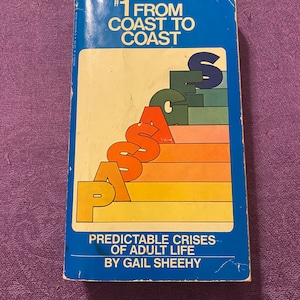 #1 FROM
COAST TO
COAST
PASSAGES
PREDICTABLE CRISES
OF ADULT LIFE
BY GAIL SHEEHY